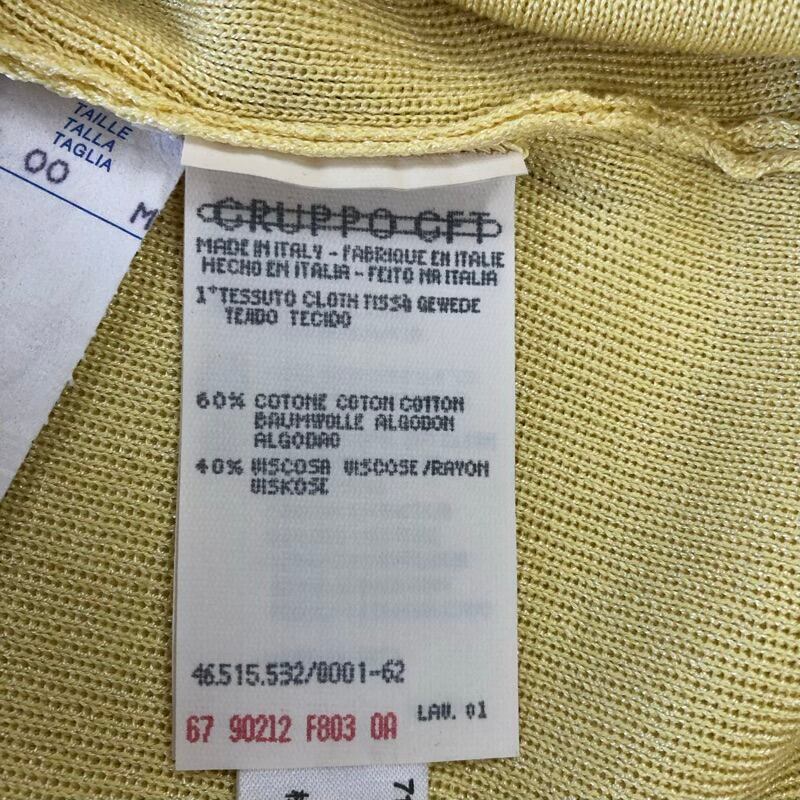 TAILLE
TALLA
TAGLIA
00
M
GRUPPO GFT
MADE IN ITALY - FABRIQUE EN ITALIE
HECHO EN ITALIA - FEITO NA ITALIA
1°TESSUTO CLOTH TISSU GEWEDE
TEJIDO TECIDO
60% COTONE COTON COTTON
BAUMWOLLE ALGODON
ALGODAO
40% VISCOSA VISCOSE/RAYON
VISKOSE
46.515.532/0001-62
LAV. 01
67 90212 F803 0A